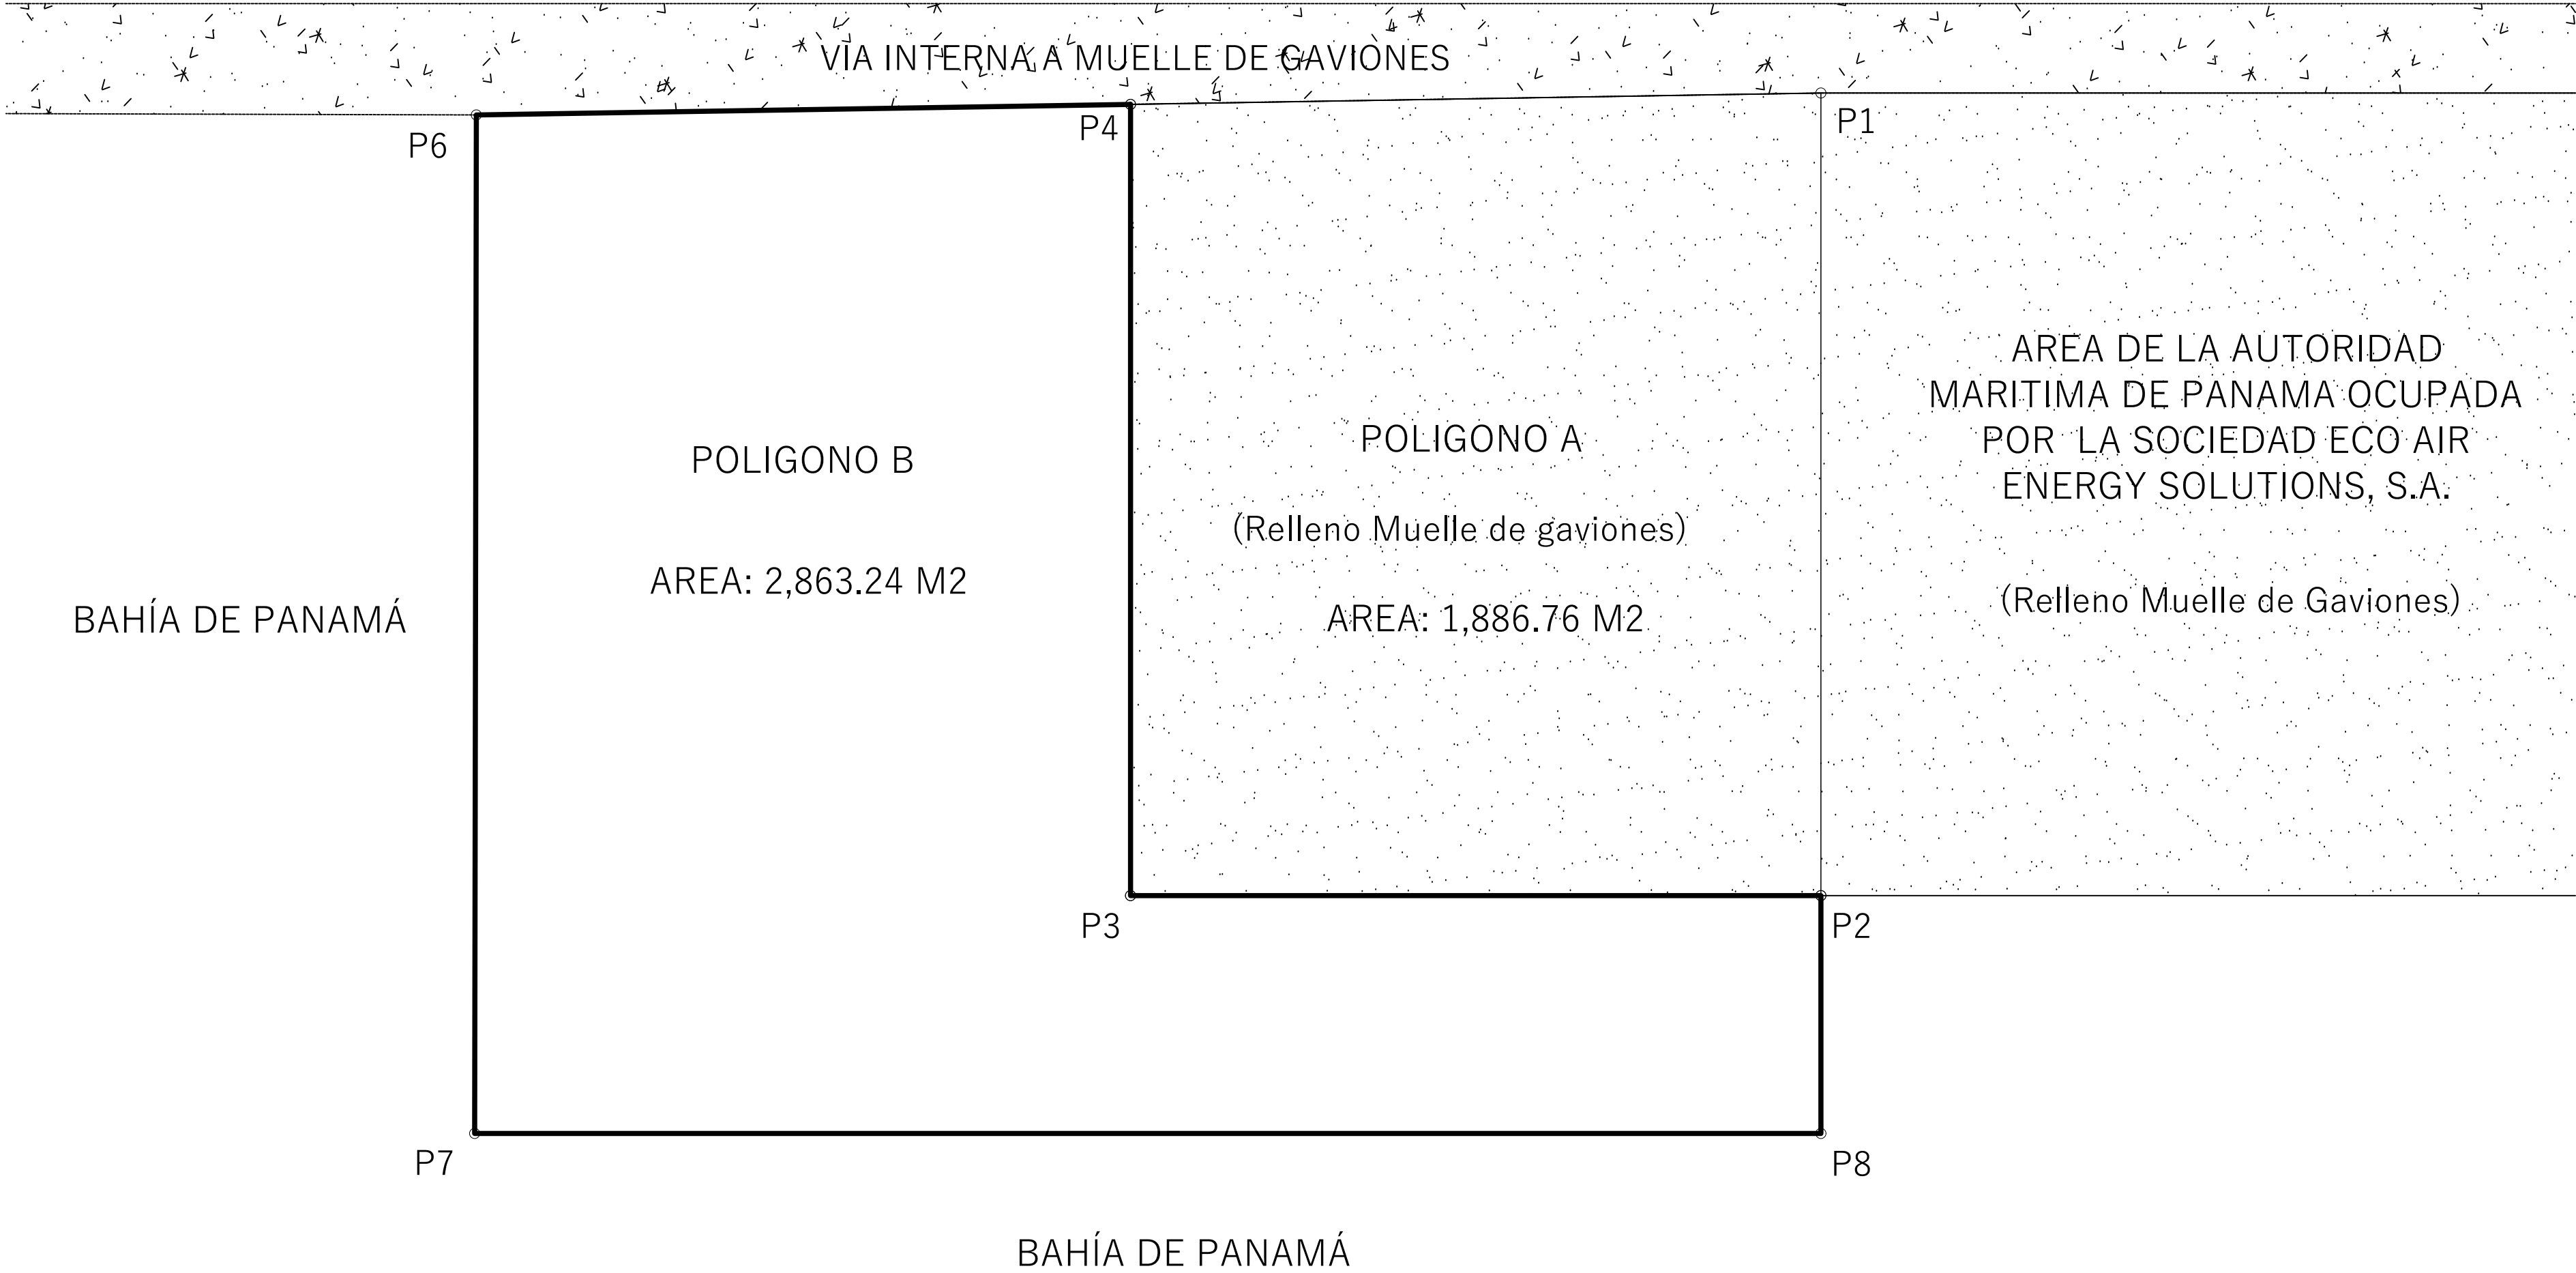 VIA INTERNA A MUELLE DE GAVIONES
P6
P4
P1
POLIGONO B
AREA: 2,863.24 M2
POLIGONO A
(Relleno Muelle de gaviones)
AREA: 1,886.76 M2
AREA DE LA AUTORIDAD
MARITIMA DE PANAMA OCUPADA
POR LA SOCIEDAD ECO AIR
ENERGY SOLUTIONS, S.A.
(Relleno Muelle de Gaviones)
BAHÍA DE PANAMÁ
P3
P2
P7
P8
BAHÍA DE PANAMÁ